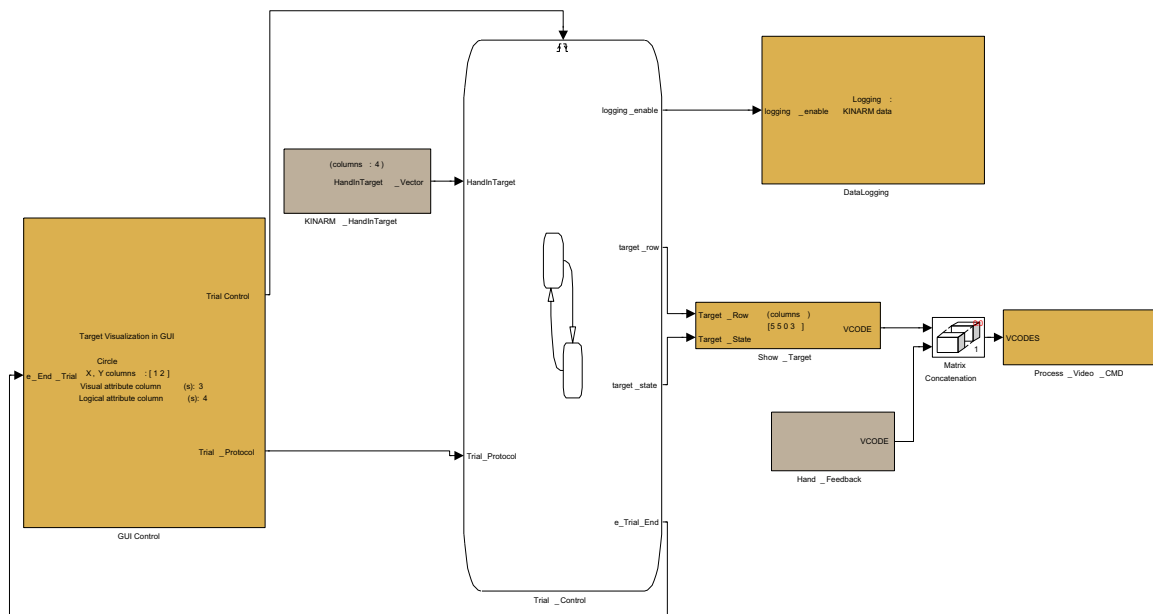 logging _enable
logging _enable
Logging :
KINARM data
DataLogging
(columns : 4 )
HandInTarget _Vector
KINARM _HandInTarget
HandInTarget
target _row
Trial Control
Target Visualization in GUI
Circle
X , Y columns : [ 1 2 ]
Visual attribute column (s): 3
Logical attribute column (s): 4
e_End _Trial
Trial _Protocol
GUI Control
Trial_Protocol
target _state
e_Trial_End
Trial _Control
Target _Row
(columns )
[ 5 5 0 3 ]
Target _State
VCODE
Show _Target
1
Matrix
Concatenation
VCODES
Process _Video _CMD
VCODE
Hand _Feedback